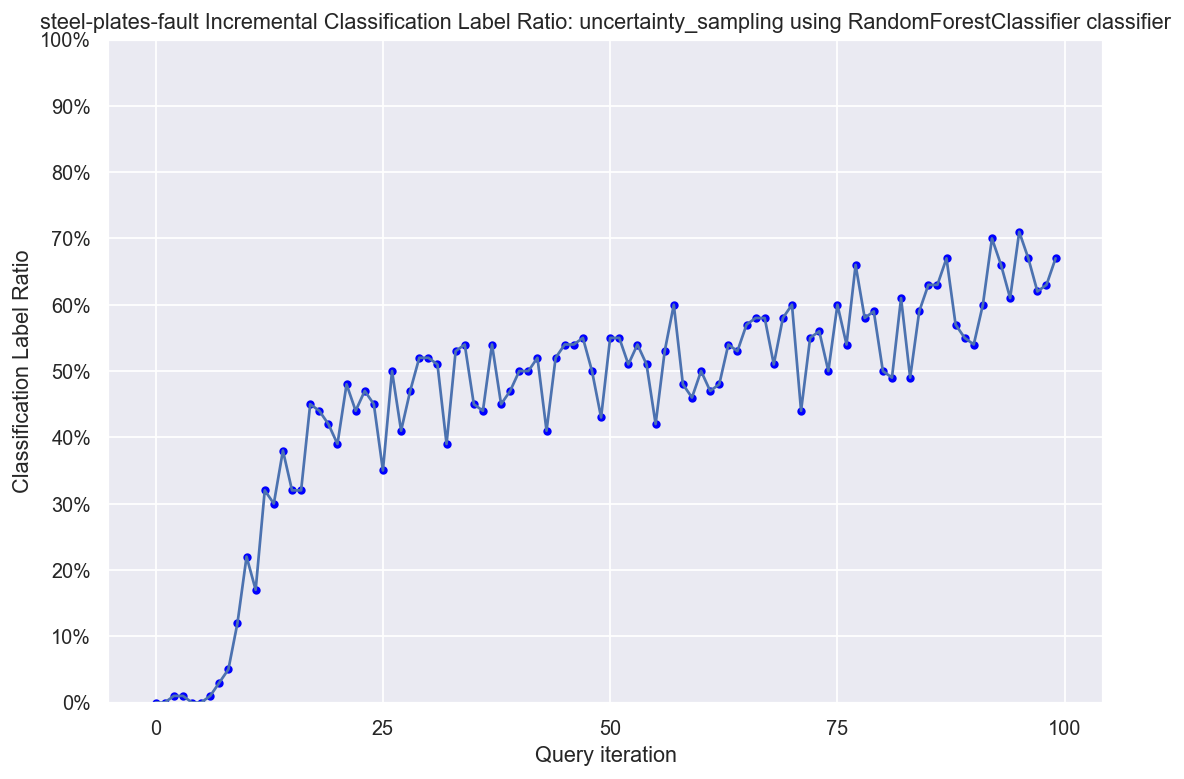 steel-plates-fault Incremental Classification Label Ratio: uncertainty_sampling using RandomForestClassifier classifier
100%
90%
80%
70%
60%
50%
40%
30%
20%
10%
0%
Classification Label Ratio
0 25 50 75 100
Query iteration